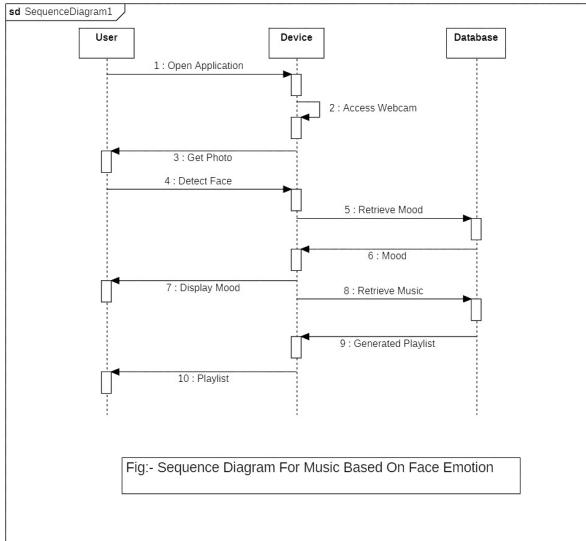 sd SequenceDiagram1
User Device Database
1 : Open Application
2 : Access Webcam
3 : Get Photo
4 : Detect Face
5 : Retrieve Mood
6 : Mood
7 : Display Mood
8 : Retrieve Music
9 : Generated Playlist
10 : Playlist
Fig:- Sequence Diagram For Music Based On Face Emotion